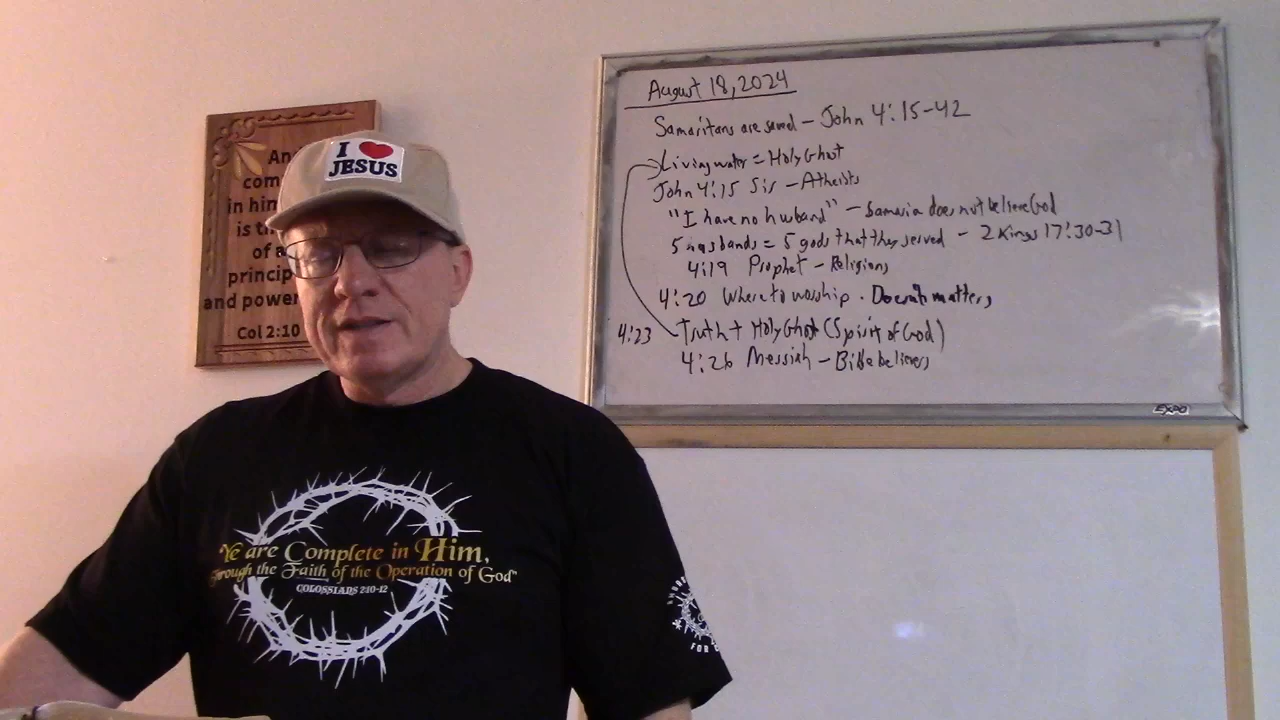 And
com
in him
is th
of a
princip
and power
Col 2:10
I ❤ JESUS
August 18, 2024
Samaritans are saved - John 4:15-42
Living water = Holy Ghost
John 4:15 Sir - Atheists
"I have no husband" - Samaria does not believe God
5 husbands = 5 gods that they served - 2 Kings 17:30-31
4:19 Prophet - Religions
4:20 Where to worship. Doesn't matter,
4:23 Truth + Holy Ghost (Spirit of God)
4:26 Messiah - Bible believers
EXPO
"Ye are Complete in Him,
Through the Faith of the Operation of God"
COLOSSIANS 2:10-12
FOR